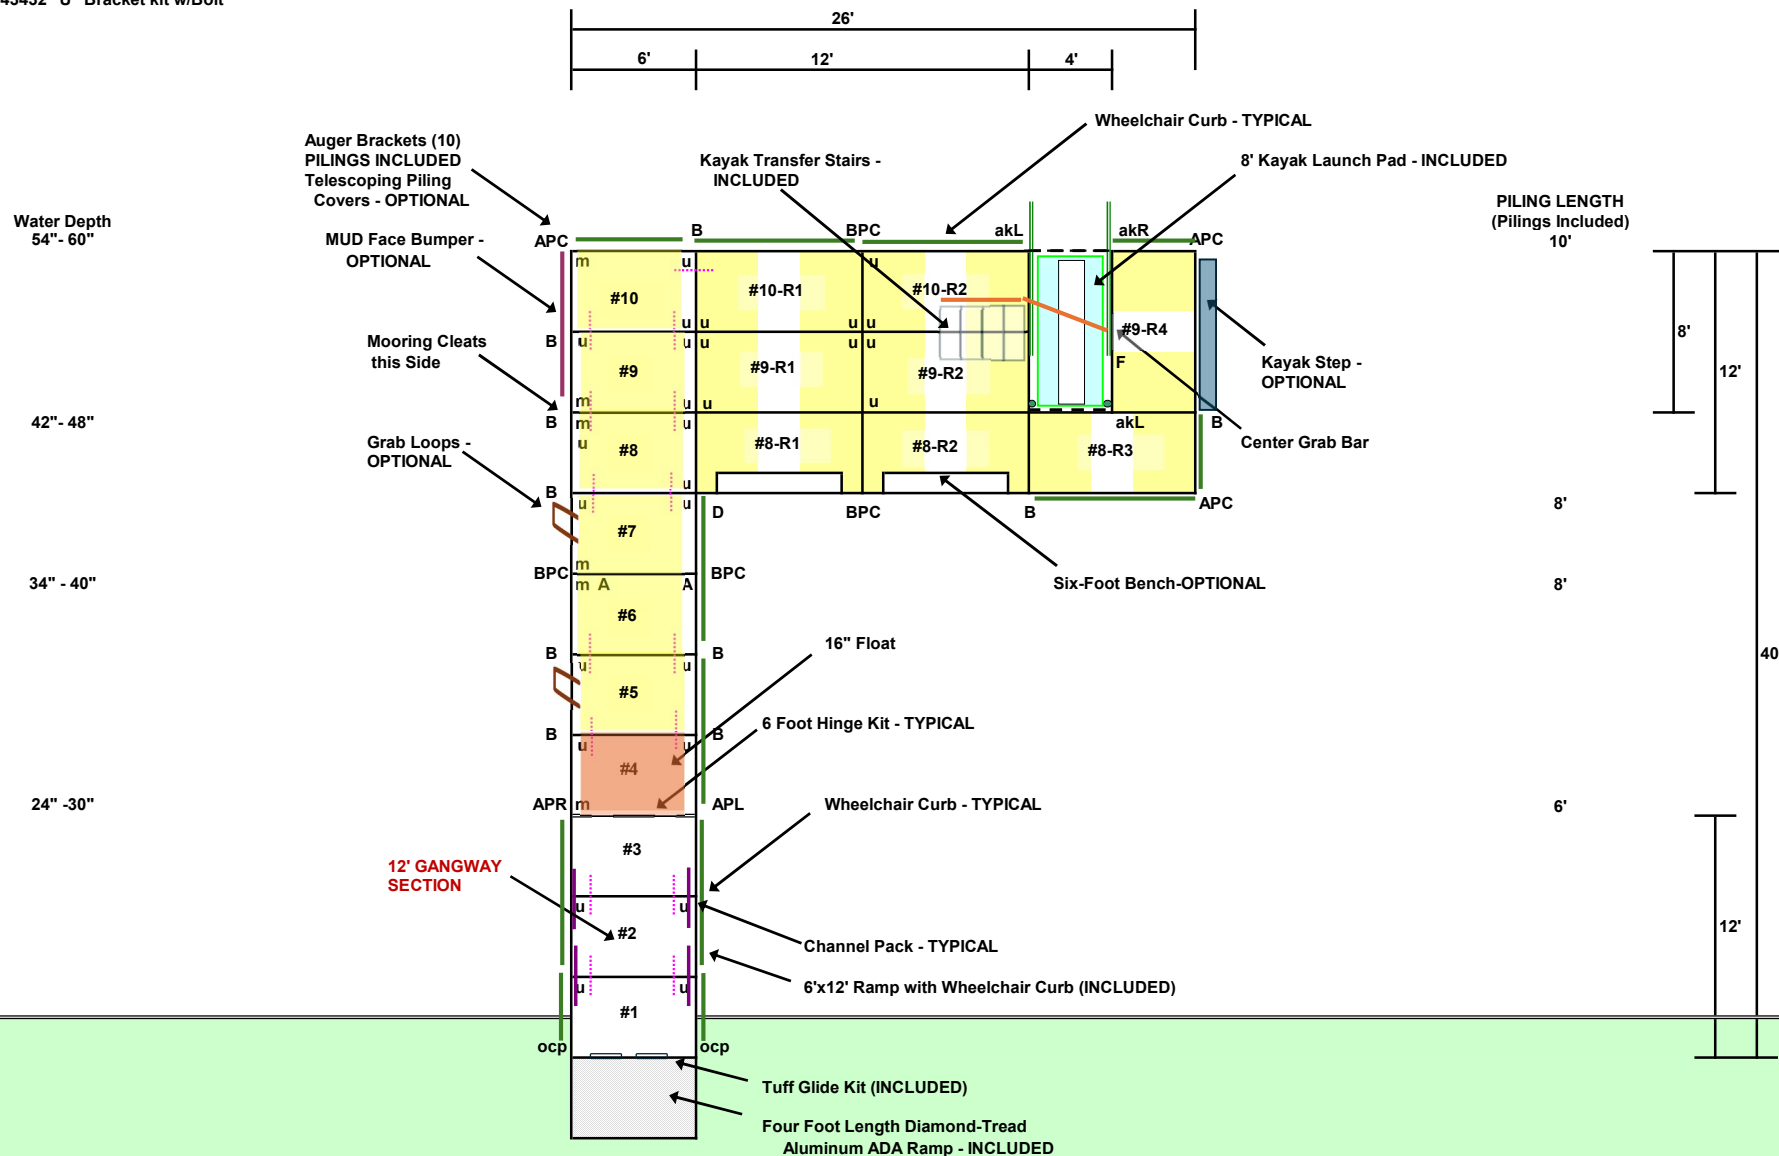 45452 "U" Bracket kit w/Bolt
26'
6'
12'
4'
Wheelchair Curb - TYPICAL
Auger Brackets (10)
PILINGS INCLUDED
Telescoping Piling
Covers - OPTIONAL
Kayak Transfer Stairs -
INCLUDED
8' Kayak Launch Pad - INCLUDED
PILING LENGTH
(Pilings Included)
10'
Water Depth
54"- 60"
MUD Face Bumper -
OPTIONAL
APC
B
BPC
akL
akR
APC
m
u
u
#10
#10-R1
#10-R2
8'
12'
u
u
u
u
B
u
u
u
u
u
#9-R4
Mooring Cleats
this Side
#9
#9-R1
#9-R2
F
Kayak Step -
OPTIONAL
m
u
u
u
42"- 48"
B
m
u
akL
B
u
Grab Loops -
OPTIONAL
#8
#8-R1
#8-R2
#8-R3
Center Grab Bar
u
B
u
u
D
BPC
B
APC
8'
#7
m
BPC
BPC
34" - 40"
m
A
A
Six-Foot Bench-OPTIONAL
8'
#6
16" Float
B
B
u
u
40
#5
6 Foot Hinge Kit - TYPICAL
B
B
u
u
#4
24" -30"
APR
m
APL
Wheelchair Curb - TYPICAL
6'
#3
12' GANGWAY
SECTION
u
u
#2
12'
Channel Pack - TYPICAL
6'x12' Ramp with Wheelchair Curb (INCLUDED)
u
u
#1
ocp
ocp
Tuff Glide Kit (INCLUDED)
Four Foot Length Diamond-Tread
Aluminum ADA Ramp - INCLUDED